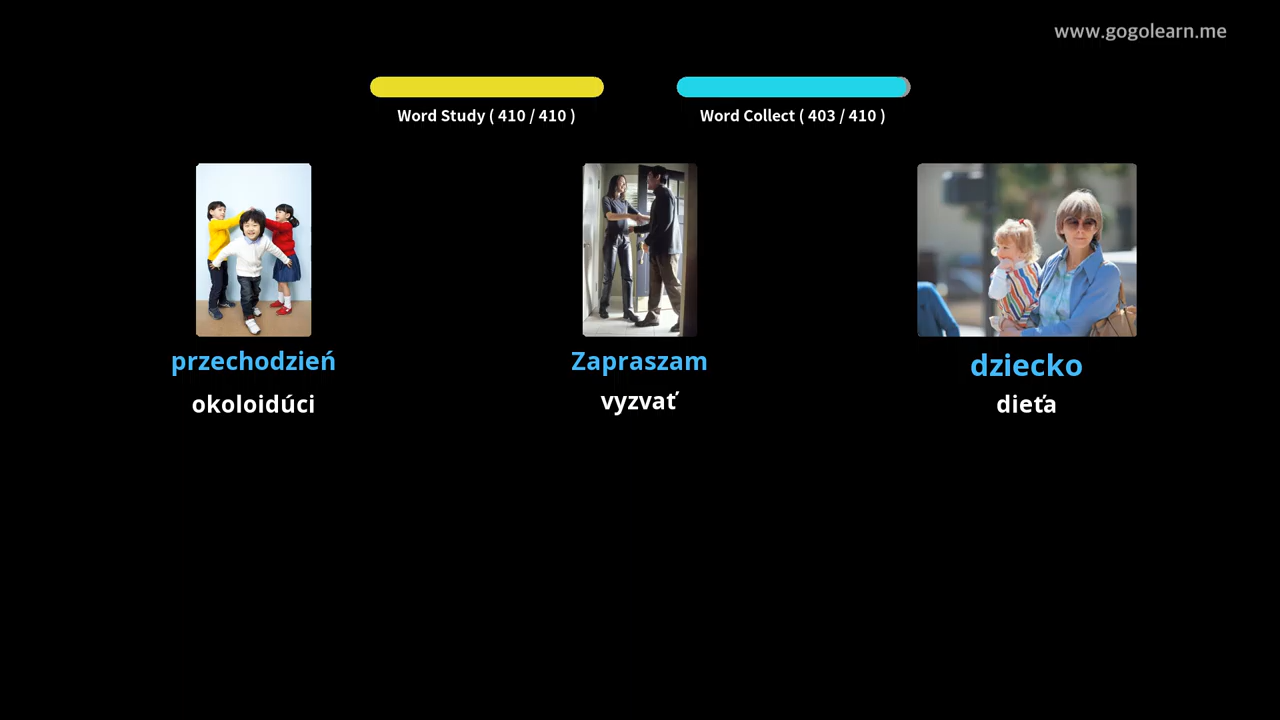 www.gogolearn.me
Word Study ( 410 / 410 )
Word Collect ( 403 / 410 )
przechodzień
Zapraszam
dziecko
okoloidúci
vyzvať
dieťa